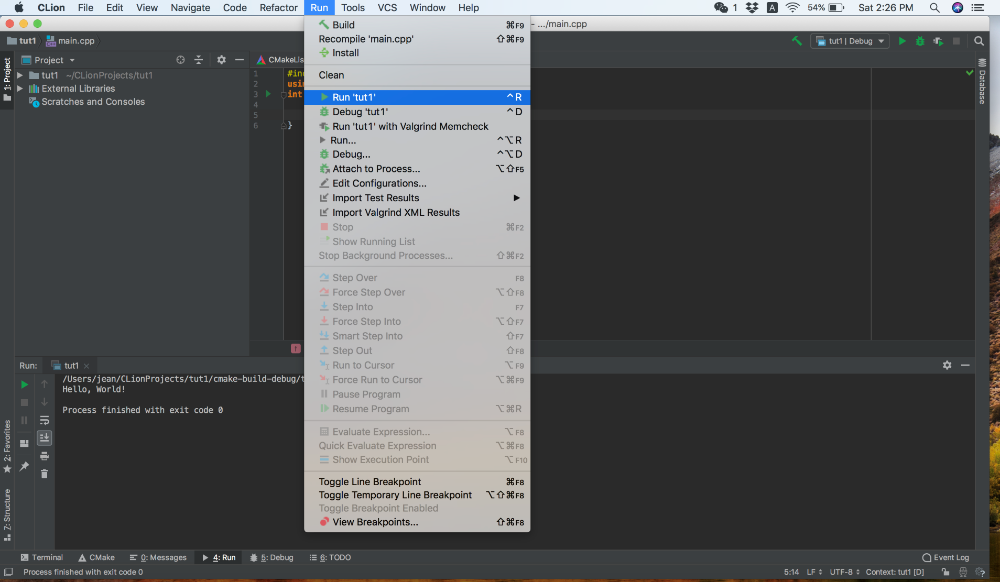 CLion File Edit View Navigate Code Refactor Run Tools VCS Window Help 1 A 54% Sat 2:26 PM
- .../main.cpp
tut1 main.cpp tut1 | Debug
Project
CMakeLis
tut1 ~/CLionProjects/tut1
External Libraries
Scratches and Consoles
1: Project
2: Favorites
7: Structure
Database
1 #inc
2 usin
3 int
4
5
6 }
f
Build ⌘F9
Recompile 'main.cpp' ⇧⌘F9
Install
Clean
Run 'tut1' ^R
Debug 'tut1' ^D
Run 'tut1' with Valgrind Memcheck
Run... ^⌥R
Debug... ^⌥D
Attach to Process... ⌥⇧F5
Edit Configurations...
Import Test Results
Import Valgrind XML Results
Stop ⌘F2
Show Running List
Stop Background Processes... ⇧⌘F2
Step Over F8
Force Step Over ⌥⇧F8
Step Into F7
Force Step Into ⌥⇧F7
Smart Step Into ⇧F7
Step Out ⇧F8
Run to Cursor ⌥F9
Force Run to Cursor ⌥⌘F9
Pause Program
Resume Program ⌥⌘R
Evaluate Expression... ⌥F8
Quick Evaluate Expression ⌥⌘F8
Show Execution Point ⌥F10
Toggle Line Breakpoint ⌘F8
Toggle Temporary Line Breakpoint ⌥⇧⌘F8
Toggle Breakpoint Enabled
View Breakpoints... ⇧⌘F8
Run: tut1
/Users/jean/CLionProjects/tut1/cmake-build-debug/t
Hello, World!
Process finished with exit code 0
Terminal CMake 0: Messages 4: Run 5: Debug 6: TODO Event Log
Process finished with exit code 0 5:14 LF UTF-8 Context: tut1 [D]